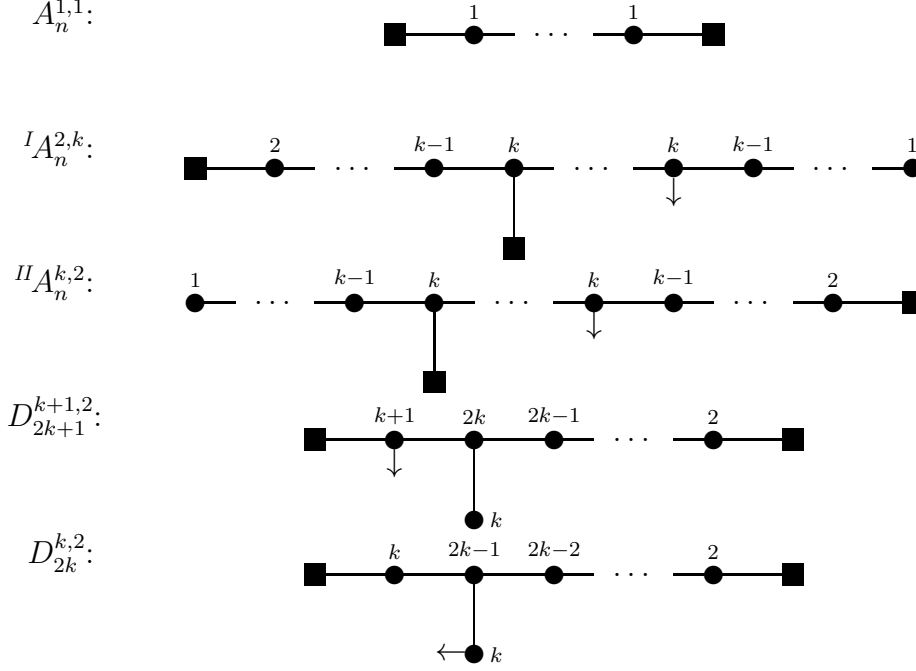 $A_n^{1,1}$: 1 ⋯ 1
${}^{I}A_n^{2,k}$: 2 ⋯ k−1 k ⋯ k k−1 ⋯ 1
${}^{II}A_n^{k,2}$: 1 ⋯ k−1 k ⋯ k k−1 ⋯ 2
$D_{2k+1}^{k+1,2}$: k+1 2k 2k−1 ⋯ 2
k
$D_{2k}^{k,2}$: k 2k−1 2k−2 ⋯ 2
k